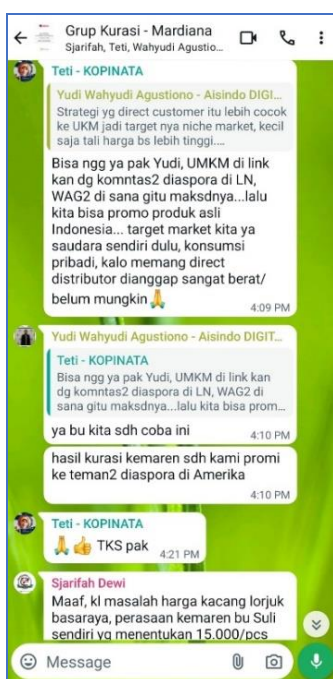 Grup Kurasi - Mardiana
Sjarifah, Teti, Wahyudi Agustio...
Teti - KOPINATA
Yudi Wahyudi Agustiono - Aisindo DIGI...
Strategi yg direct customer itu lebih cocok
ke UKM jadi target nya niche market, kecil
saja tali harga bs lebih tinggi....
Bisa ngg ya pak Yudi, UMKM di link
kan dg komntas2 diaspora di LN,
WAG2 di sana gitu maksdnya...lalu
kita bisa promo produk asli
Indonesia... target market kita ya
saudara sendiri dulu, konsumsi
pribadi, kalo memang direct
distributor dianggap sangat berat/
belum mungkin🙏
4:09 PM
Yudi Wahyudi Agustiono - Aisindo DIGIT...
Teti - KOPINATA
Bisa ngg ya pak Yudi, UMKM di link kan
dg komntas2 diaspora di LN, WAG2 di
sana gitu maksdnya...lalu kita bisa prom...
ya bu kita sdh coba ini
4:10 PM
hasil kurasi kemaren sdh kami promi
ke teman2 diaspora di Amerika
4:10 PM
Teti - KOPINATA
🙏👍 TKS pak
4:21 PM
Sjarifah Dewi
Maaf, kl masalah harga kacang lorjuk
basaraya, perasaan kemaren bu Suli
sendiri yg menentukan 15.000/pcs
Message